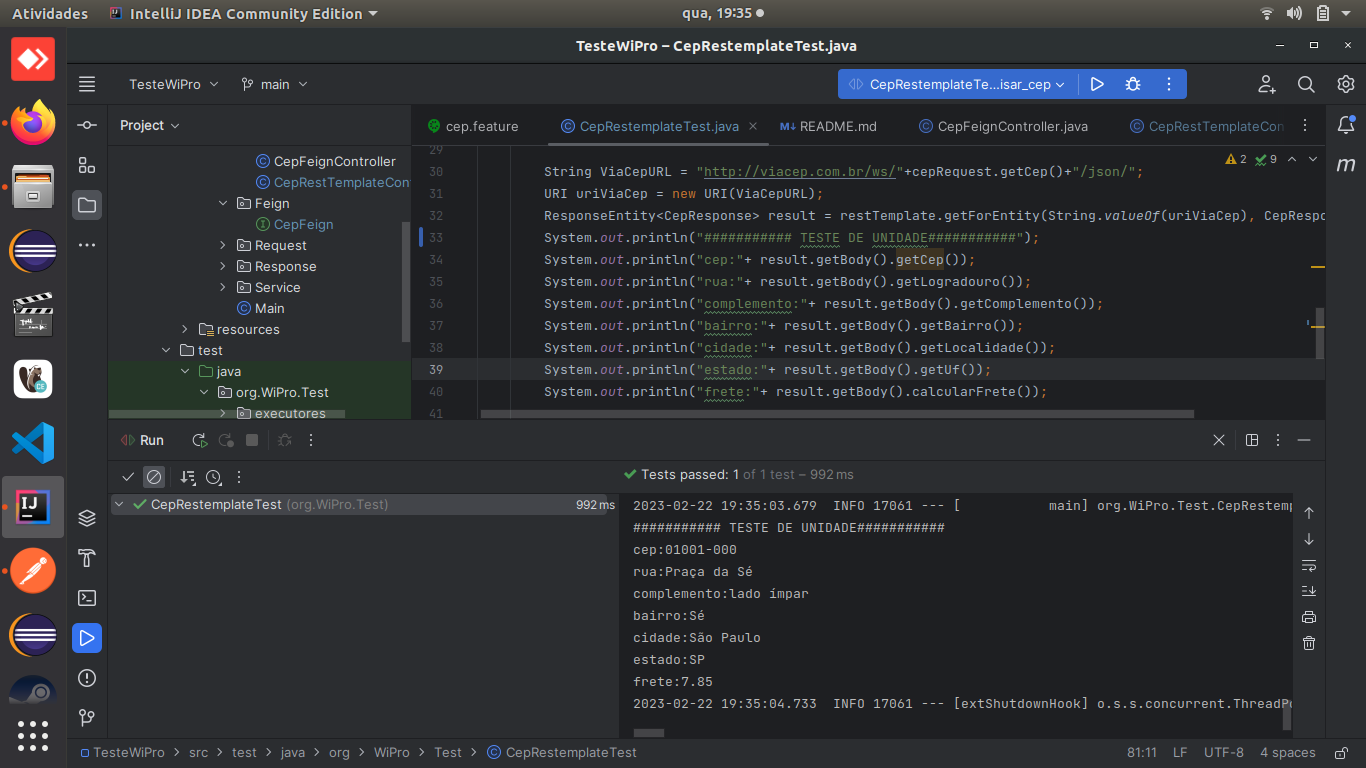 Atividades IntelliJ IDEA Community Edition qua, 19:35
TesteWiPro – CepRestemplateTest.java
TesteWiPro main CepRestemplateTe...isar_cep
Project
CepFeignController
CepRestTemplateCon
Feign
CepFeign
Request
Response
Service
Main
resources
test
java
org.WiPro.Test
executores
cep.feature CepRestemplateTest.java README.md CepFeignController.java CepRestTemplateCon
2 9
29
30 String ViaCepURL = "http://viacep.com.br/ws/"+cepRequest.getCep()+"/json/";
31 URI uriViaCep = new URI(ViaCepURL);
32 ResponseEntity<CepResponse> result = restTemplate.getForEntity(String.valueOf(uriViaCep), CepRespo
33 System.out.println("########### TESTE DE UNIDADE###########");
34 System.out.println("cep:"+ result.getBody().getCep());
35 System.out.println("rua:"+ result.getBody().getLogradouro());
36 System.out.println("complemento:"+ result.getBody().getComplemento());
37 System.out.println("bairro:"+ result.getBody().getBairro());
38 System.out.println("cidade:"+ result.getBody().getLocalidade());
39 System.out.println("estado:"+ result.getBody().getUf());
40 System.out.println("frete:"+ result.getBody().calcularFrete());
41
Run
Tests passed: 1 of 1 test – 992 ms
CepRestemplateTest (org.WiPro.Test) 992 ms
2023-02-22 19:35:03.679 INFO 17061 --- [ main] org.WiPro.Test.CepRestemp
########### TESTE DE UNIDADE###########
cep:01001-000
rua:Praça da Sé
complemento:lado ímpar
bairro:Sé
cidade:São Paulo
estado:SP
frete:7.85
2023-02-22 19:35:04.733 INFO 17061 --- [extShutdownHook] o.s.s.concurrent.ThreadPo
TesteWiPro > src > test > java > org > WiPro > Test > CepRestemplateTest 81:11 LF UTF-8 4 spaces